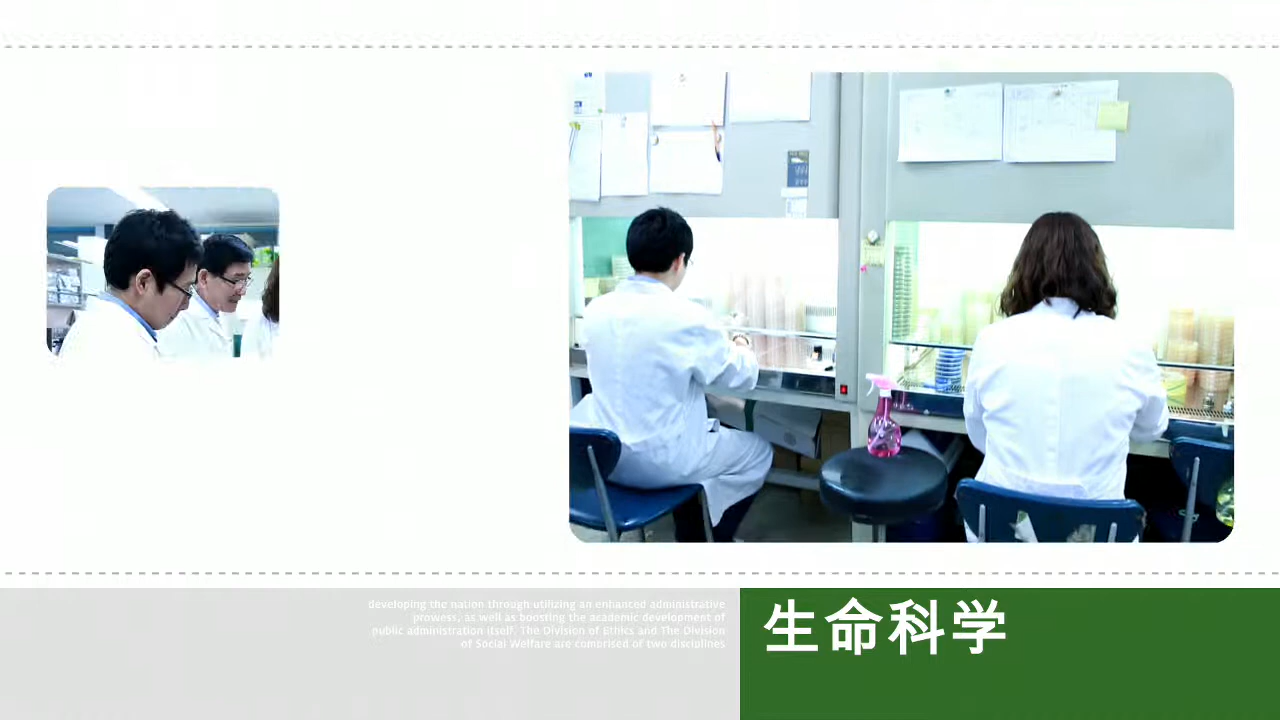 developing the nation through utilizing an enhanced administrative
prowess, as well as boosting the academic development of
public administration itself. The Division of Ethics and The Division
of Social Welfare are comprised of two disciplines
生命科学